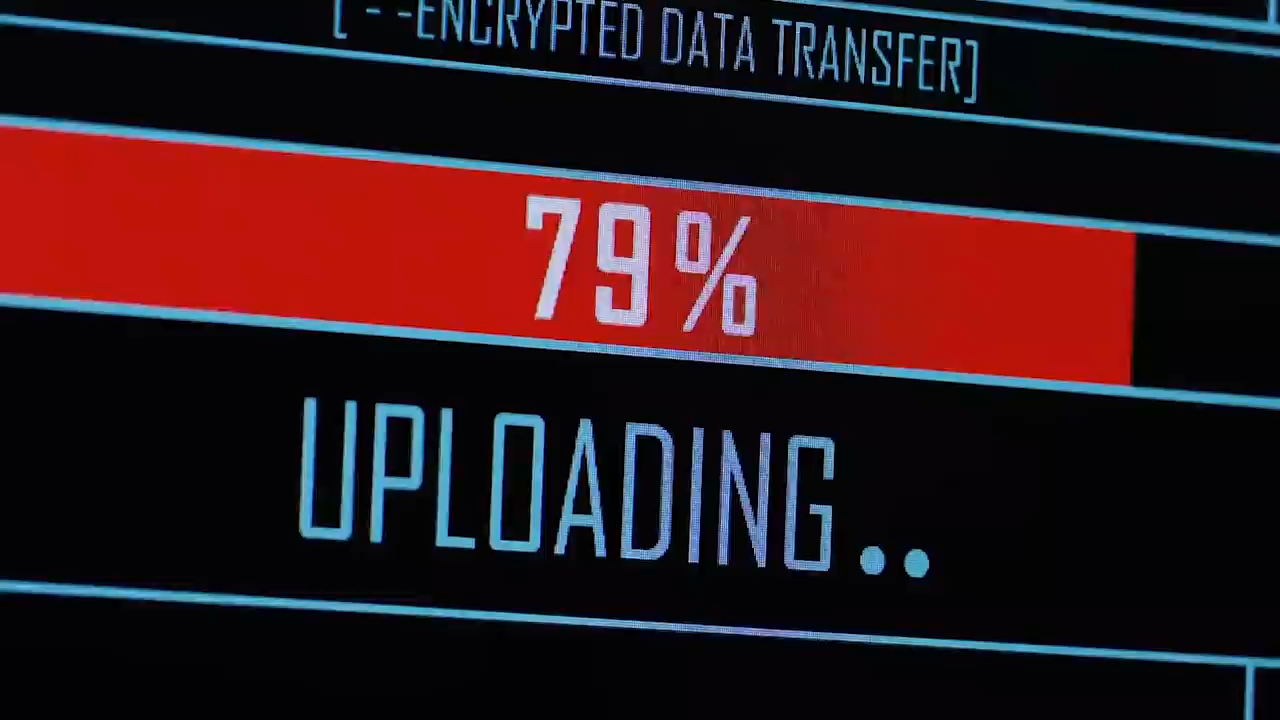 [ - -ENCRYPTED DATA TRANSFER]
79%
UPLOADING..